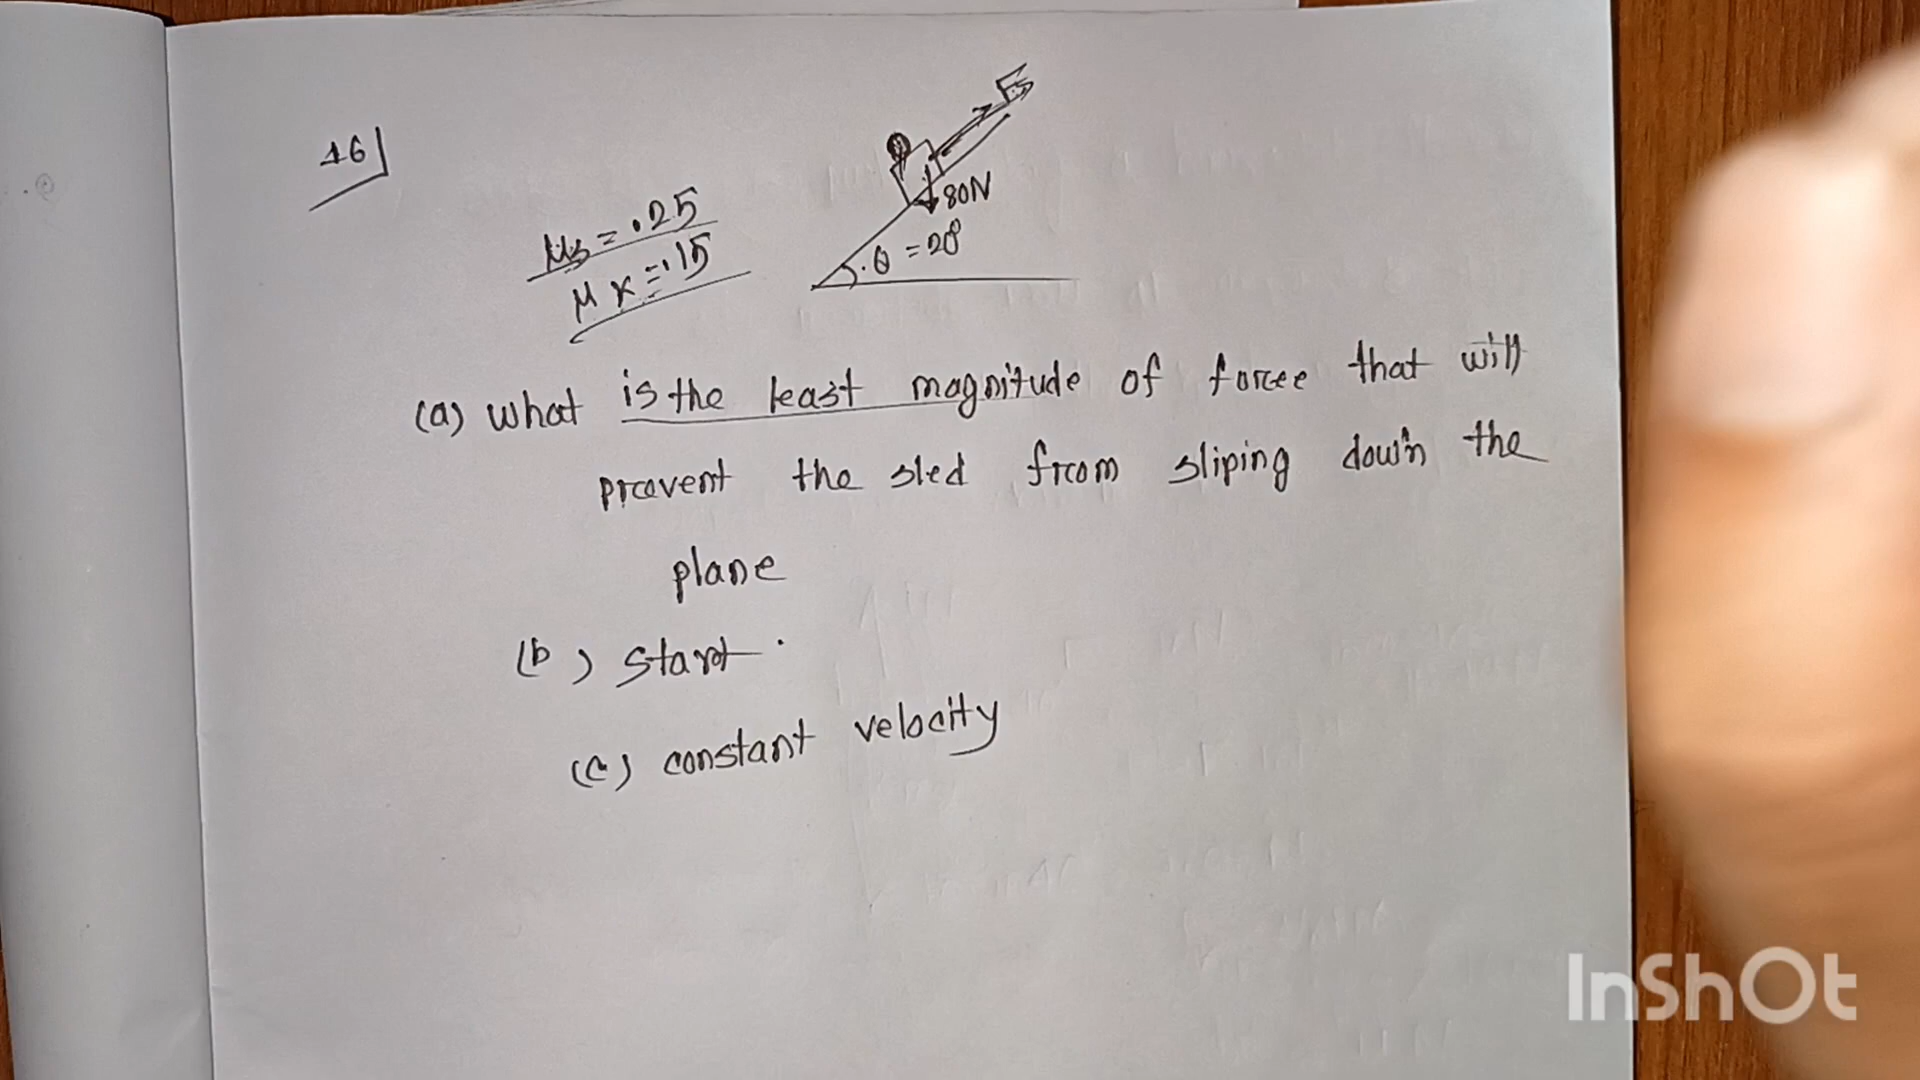 16
F
80N
μs = .25
θ = 20°
μk = .15
(a) what is the least magnitude of force that will
prevent the sled from sliping down the
plane
(b) start.
(c) constant velocity
InShOt